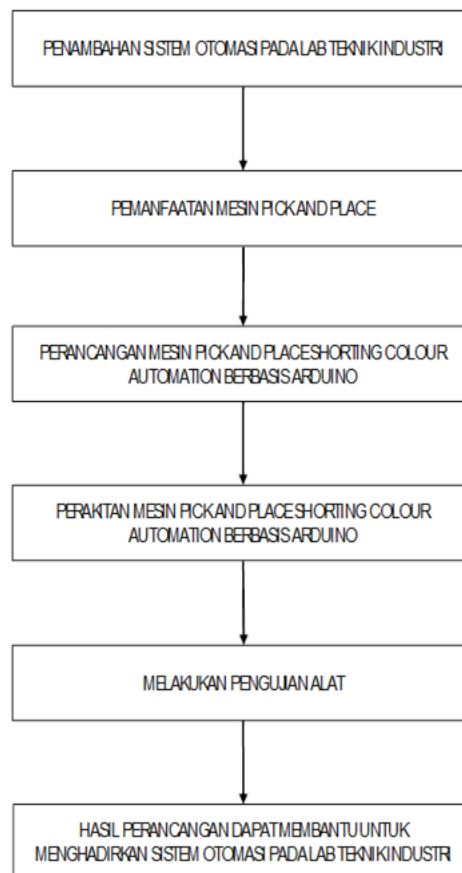 PENAMBAHAN SISTEM OTOMASI PADA LAB TEKNIK INDUSTRI
PEMANFAATAN MESIN PICK AND PLACE
PERANCANGAN MESIN PICK AND PLACE SHORTING COLOUR
AUTOMATION BERBASIS ARDUINO
PERAKITAN MESIN PICK AND PLACE SHORTING COLOUR
AUTOMATION BERBASIS ARDUINO
MELAKUKAN PENGUJIAN ALAT
HASIL PERANCANGAN DAPAT MEMBANTU UNTUK
MENGHADIRKAN SISTEM OTOMASI PADA LAB TEKNIK INDUSTRI